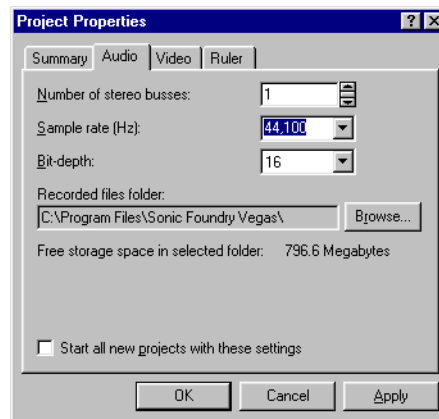 Project Properties
Summary Audio Video Ruler
Number of stereo busses: 1
Sample rate (Hz): 44,100
Bit-depth: 16
Recorded files folder:
C:\Program Files\Sonic Foundry Vegas\ Browse...
Free storage space in selected folder: 796.6 Megabytes
Start all new projects with these settings
OK Cancel Apply